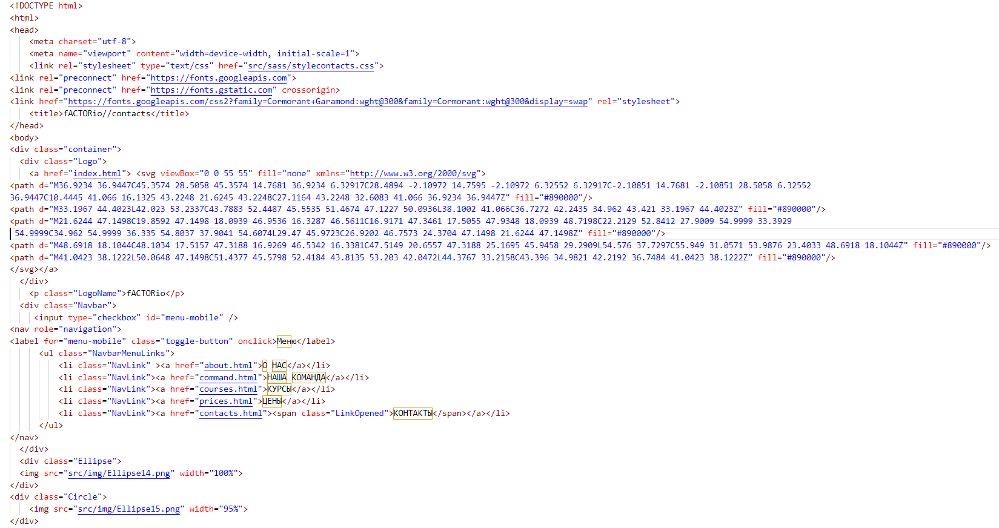 <!DOCTYPE html>
<html>
<head>
<meta charset="utf-8">
<meta name="viewport" content="width=device-width, initial-scale=1">
<link rel="stylesheet" type="text/css" href="src/sass/stylecontacts.css">
<link rel="preconnect" href="https://fonts.googleapis.com">
<link rel="preconnect" href="https://fonts.gstatic.com" crossorigin>
<link href="https://fonts.googleapis.com/css2?family=Cormorant+Garamond:wght@300&family=Cormorant:wght@300&display=swap" rel="stylesheet">
<title>fACTORio//contacts</title>
</head>
<body>
<div class="container">
<div class="Logo">
<a href="index.html"> <svg viewBox="0 0 55 55" fill="none" xmlns="http://www.w3.org/2000/svg">
<path d="M36.9234 36.9447C45.3574 28.5058 45.3574 14.7681 36.9234 6.32917C28.4894 -2.10972 14.7595 -2.10972 6.32552 6.32917C-2.10851 14.7681 -2.10851 28.5058 6.32552
36.9447C10.4445 41.066 16.1325 43.2248 21.6245 43.2248C27.1164 43.2248 32.6083 41.066 36.9234 36.9447Z" fill="#890000"/>
<path d="M33.1967 44.4023L42.023 53.2337C43.7883 52.4487 45.5535 51.4674 47.1227 50.0936L38.1002 41.066C36.7272 42.2435 34.962 43.421 33.1967 44.4023Z" fill="#890000"/>
<path d="M21.6244 47.1498C19.8592 47.1498 18.0939 46.9536 16.3287 46.5611C16.9171 47.3461 17.5055 47.9348 18.0939 48.7198C22.2129 52.8412 27.9009 54.9999 33.3929
54.9999C34.962 54.9999 36.335 54.8037 37.9041 54.6074L29.47 45.9723C26.9202 46.7573 24.3704 47.1498 21.6244 47.1498Z" fill="#890000"/>
<path d="M48.6918 18.1044C48.1034 17.5157 47.3188 16.9269 46.5342 16.3381C47.5149 20.6557 47.3188 25.1695 45.9458 29.2909L54.576 37.7297C55.949 31.0571 53.9876 23.4033 48.6918 18.1044Z" fill="#890000"/>
<path d="M41.0423 38.1222L50.0648 47.1498C51.4377 45.5798 52.4184 43.8135 53.203 42.0472L44.3767 33.2158C43.396 34.9821 42.2192 36.7484 41.0423 38.1222Z" fill="#890000"/>
</svg></a>
</div>
<p class="LogoName">fACTORio</p>
<div class="Navbar">
<input type="checkbox" id="menu-mobile" />
<nav role="navigation">
<label for="menu-mobile" class="toggle-button" onclick>Меню</label>
<ul class="NavbarMenuLinks">
<li class="NavLink" ><a href="about.html">О НАС</a></li>
<li class="NavLink"><a href="command.html">НАША КОМАНДА</a></li>
<li class="NavLink"><a href="courses.html">КУРСЫ</a></li>
<li class="NavLink"><a href="prices.html">ЦЕНЫ</a></li>
<li class="NavLink"><a href="contacts.html"><span class="LinkOpened">КОНТАКТЫ</span></a></li>
</ul>
</nav>
</div>
<div class="Ellipse">
<img src="src/img/Ellipse14.png" width="100%">
</div>
<div class="Circle">
<img src="src/img/Ellipse15.png" width="95%">
</div>